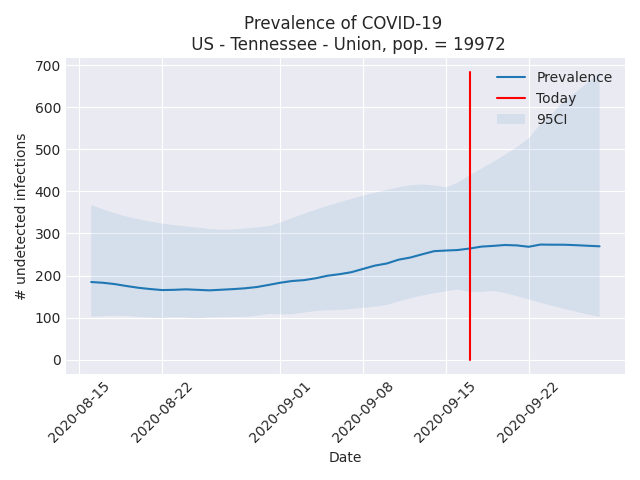 Prevalence of COVID-19
US - Tennessee - Union, pop. = 19972
700
600
500
400
300
200
100
0
# undetected infections
Prevalence
Today
95CI
2020-08-15
2020-08-22
2020-09-01
2020-09-08
2020-09-15
2020-09-22
Date